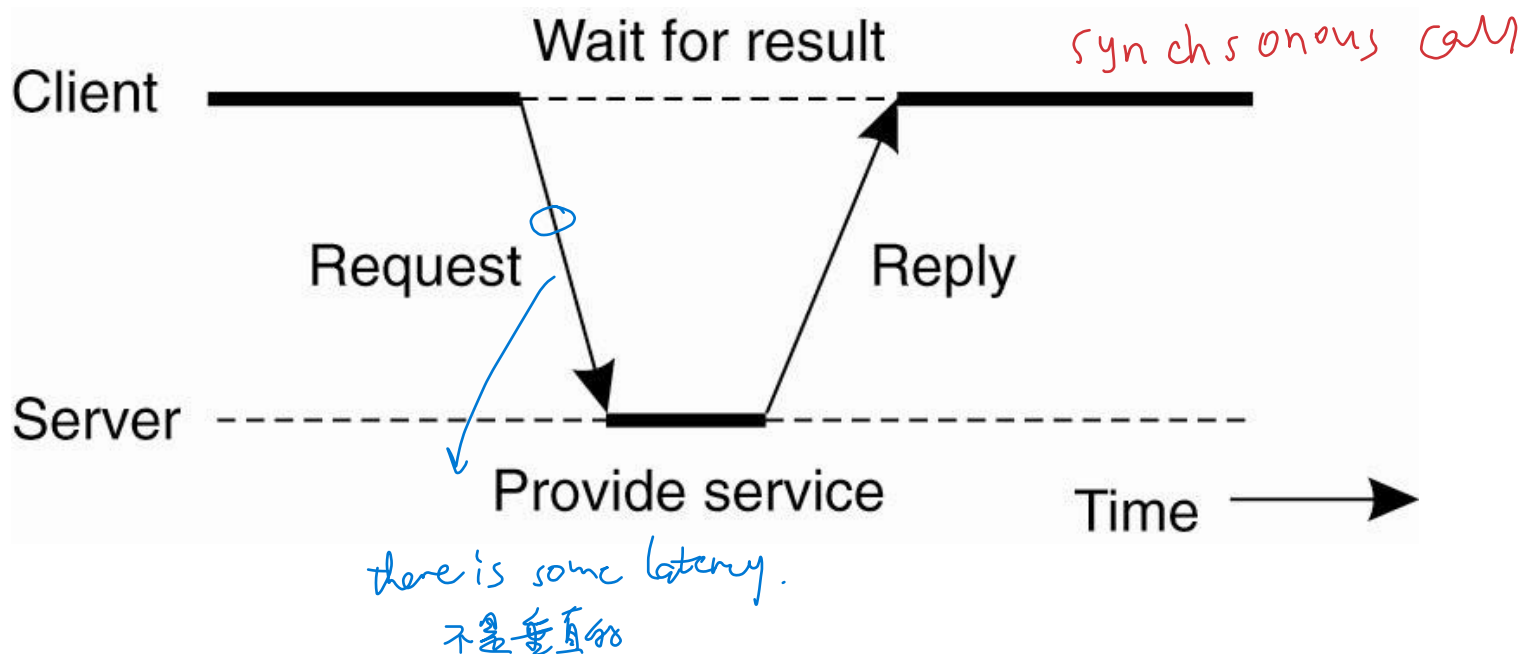 Wait for result
synchsonous call
Client
Request
Reply
Server
Provide service
Time
there is some latency.
不是垂直的